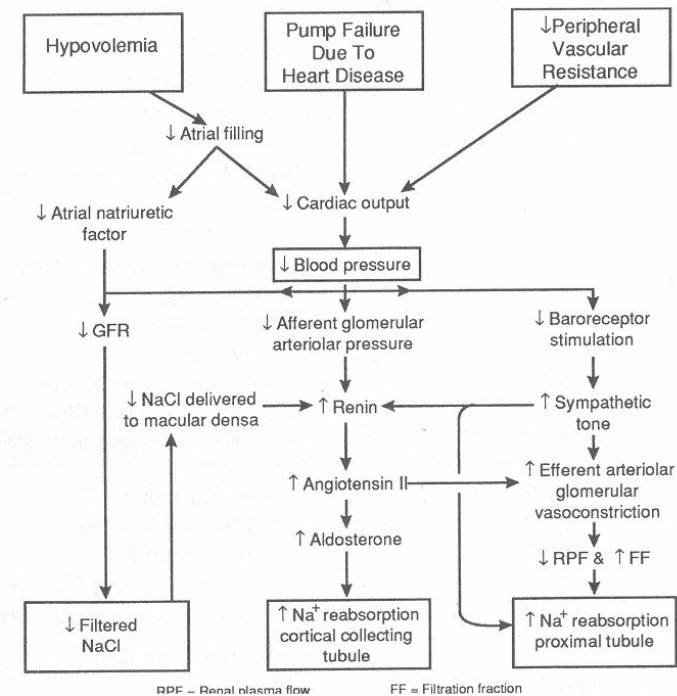 Hypovolemia
Pump Failure
Due To
Heart Disease
↓Peripheral
Vascular
Resistance
↓ Atrial filling
↓ Atrial natriuretic
factor
↓ Cardiac output
↓ Blood pressure
↓ GFR
↓ Afferent glomerular
arteriolar pressure
↓ Baroreceptor
stimulation
↓ NaCl delivered
to macular densa
↑ Renin
↑ Sympathetic
tone
↑ Angiotensin II
↑ Efferent arteriolar
glomerular
vasoconstriction
↑ Aldosterone
↓ RPF & ↑ FF
↓ Filtered
NaCl
↑ Na⁺ reabsorption
cortical collecting
tubule
↑ Na⁺ reabsorption
proximal tubule
RPF = Renal plasma flow
FF = Filtration fraction